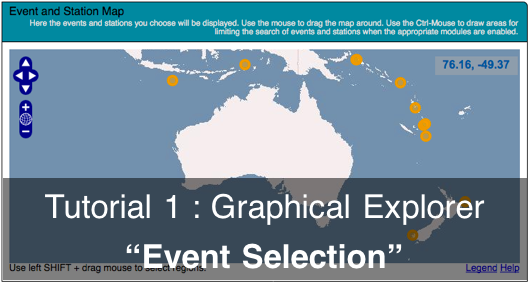 Event and Station Map
Here the events and stations you choose will be displayed. Use the mouse to drag the map around. Use the Ctrl-Mouse to draw areas for
limiting the search of events and stations when the appropriate modules are enabled.
76.16, -49.37
Tutorial 1 : Graphical Explorer
“Event Selection”
Use left SHIFT + drag mouse to select regions.
Legend Help